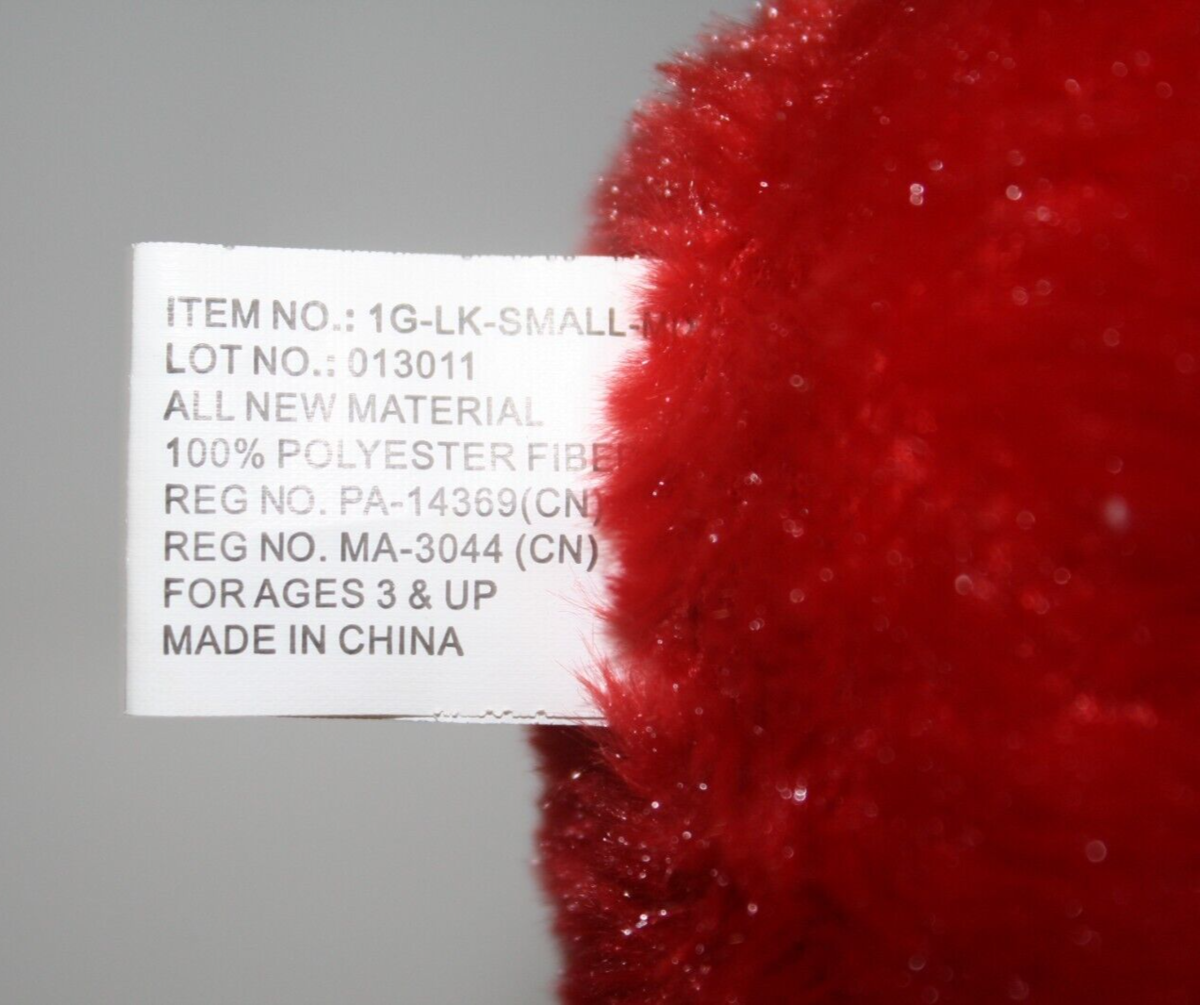 ITEM NO.: 1G-LK-SMALL-
LOT NO.: 013011
ALL NEW MATERIAL
100% POLYESTER FIBE
REG NO. PA-14369(CN)
REG NO. MA-3044 (CN)
FOR AGES 3 & UP
MADE IN CHINA